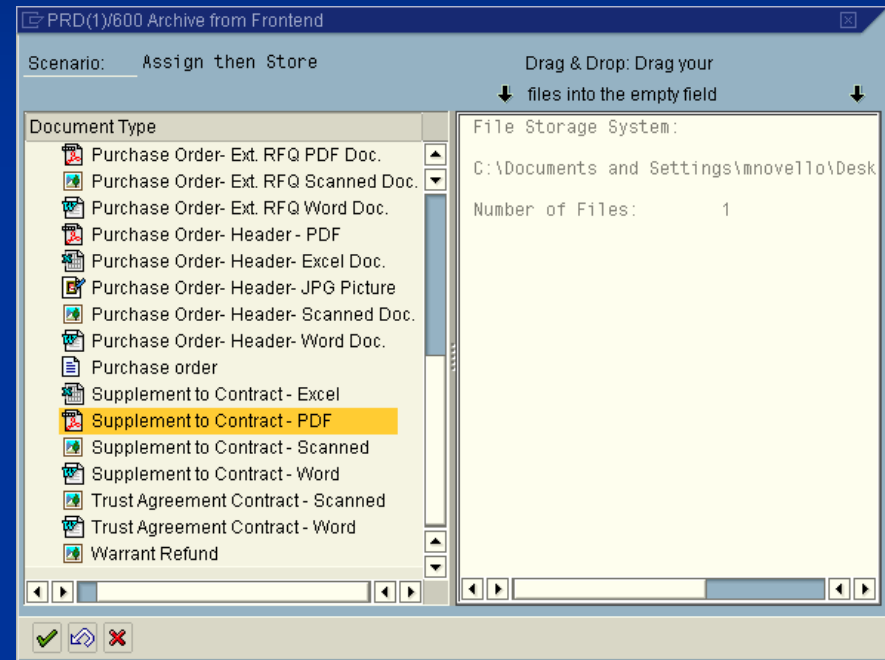 PRD(1)/600 Archive from Frontend
Scenario: Assign then Store
Drag & Drop: Drag your
files into the empty field
Document Type
Purchase Order- Ext. RFQ PDF Doc.
Purchase Order- Ext. RFQ Scanned Doc.
Purchase Order- Ext. RFQ Word Doc.
Purchase Order- Header - PDF
Purchase Order- Header- Excel Doc.
Purchase Order- Header- JPG Picture
Purchase Order- Header- Scanned Doc.
Purchase Order- Header- Word Doc.
Purchase order
Supplement to Contract - Excel
Supplement to Contract - PDF
Supplement to Contract - Scanned
Supplement to Contract - Word
Trust Agreement Contract - Scanned
Trust Agreement Contract - Word
Warrant Refund
File Storage System:
C:\Documents and Settings\mnovello\Desk
Number of Files: 1